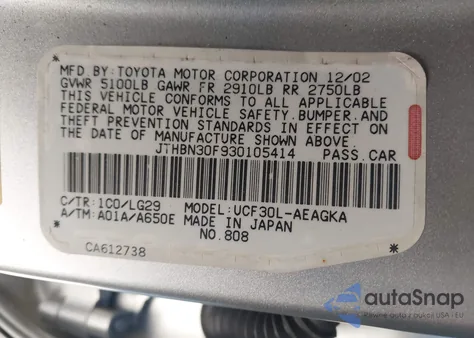 MFD BY: TOYOTA MOTOR CORPORATION 12/02
GVWR 5100LB GAWR FR 2910LB RR 2750LB
THIS VEHICLE CONFORMS TO ALL APPLICABLE
FEDERAL MOTOR VEHICLE SAFETY, BUMPER, AND
THEFT PREVENTION STANDARDS IN EFFECT ON
THE DATE OF MANUFACTURE SHOWN ABOVE.
JTHBN30F930105414 PASS. CAR
C/TR: 1C0/LG29 MODEL: UCF30L-AEAGKA
A/TM: A01A/A650E MADE IN JAPAN
NO. 808
CA612738
autoSnap